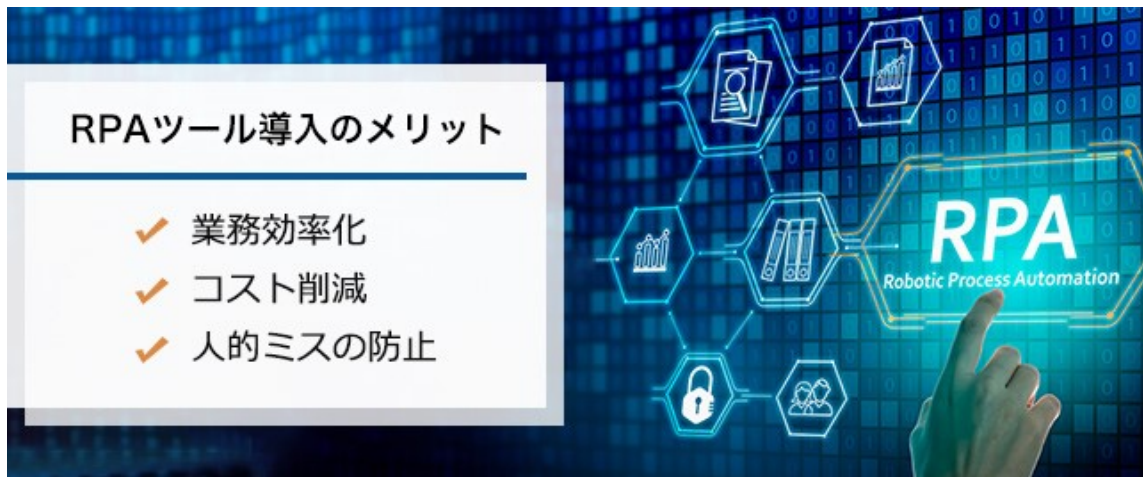 RPAツール導入のメリット
業務効率化
コスト削減
人的ミスの防止
RPA
Robotic Process Automation